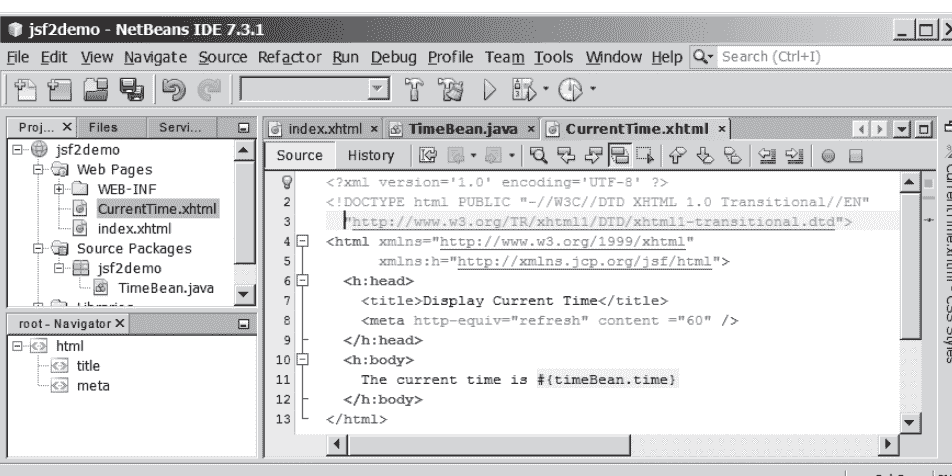 jsf2demo - NetBeans IDE 7.3.1
File Edit View Navigate Source Refactor Run Debug Profile Team Tools Window Help Search (Ctrl+I)
Proj... × Files Servi...
index.xhtml × TimeBean.java × CurrentTime.xhtml ×
jsf2demo
Web Pages
WEB-INF
CurrentTime.xhtml
index.xhtml
Source Packages
jsf2demo
TimeBean.java
root - Navigator ×
html
title
meta
Source History
<?xml version='1.0' encoding='UTF-8' ?>
2 <!DOCTYPE html PUBLIC "-//W3C//DTD XHTML 1.0 Transitional//EN"
3 "http://www.w3.org/TR/xhtml1/DTD/xhtml1-transitional.dtd">
4 <html xmlns="http://www.w3.org/1999/xhtml"
5 xmlns:h="http://xmlns.jcp.org/jsf/html">
6 <h:head>
7 <title>Display Current Time</title>
8 <meta http-equiv="refresh" content ="60" />
9 </h:head>
10 <h:body>
11 The current time is #{timeBean.time}
12 </h:body>
13 </html>
CurrentTime.xhtml - CSS Styles